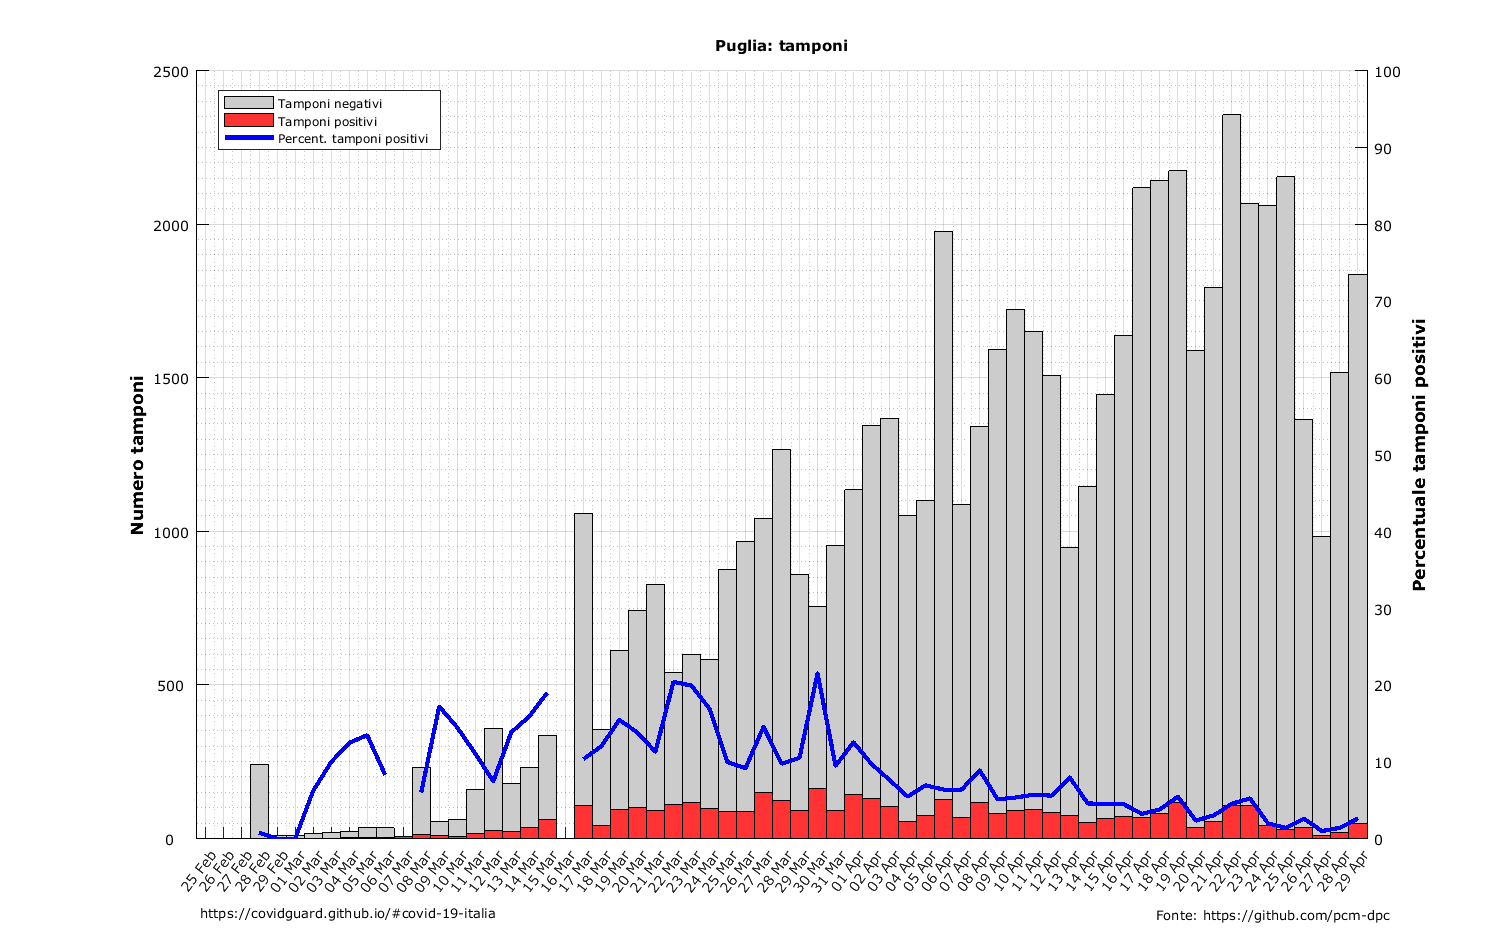 Puglia: tamponi
2500
2000
1500
1000
500
0
Numero tamponi
Tamponi negativi
Tamponi positivi
Percent. tamponi positivi
100
90
80
70
60
50
40
30
20
10
0
Percentuale tamponi positivi
25 Feb
26 Feb
27 Feb
28 Feb
29 Feb
01 Mar
02 Mar
03 Mar
04 Mar
05 Mar
06 Mar
07 Mar
08 Mar
09 Mar
10 Mar
11 Mar
12 Mar
13 Mar
14 Mar
15 Mar
16 Mar
17 Mar
18 Mar
19 Mar
20 Mar
21 Mar
22 Mar
23 Mar
24 Mar
25 Mar
26 Mar
27 Mar
28 Mar
29 Mar
30 Mar
31 Mar
01 Apr
02 Apr
03 Apr
04 Apr
05 Apr
06 Apr
07 Apr
08 Apr
09 Apr
10 Apr
11 Apr
12 Apr
13 Apr
14 Apr
15 Apr
16 Apr
17 Apr
18 Apr
19 Apr
20 Apr
21 Apr
22 Apr
23 Apr
24 Apr
25 Apr
26 Apr
27 Apr
28 Apr
29 Apr
https://covidguard.github.io/#covid-19-italia
Fonte: https://github.com/pcm-dpc